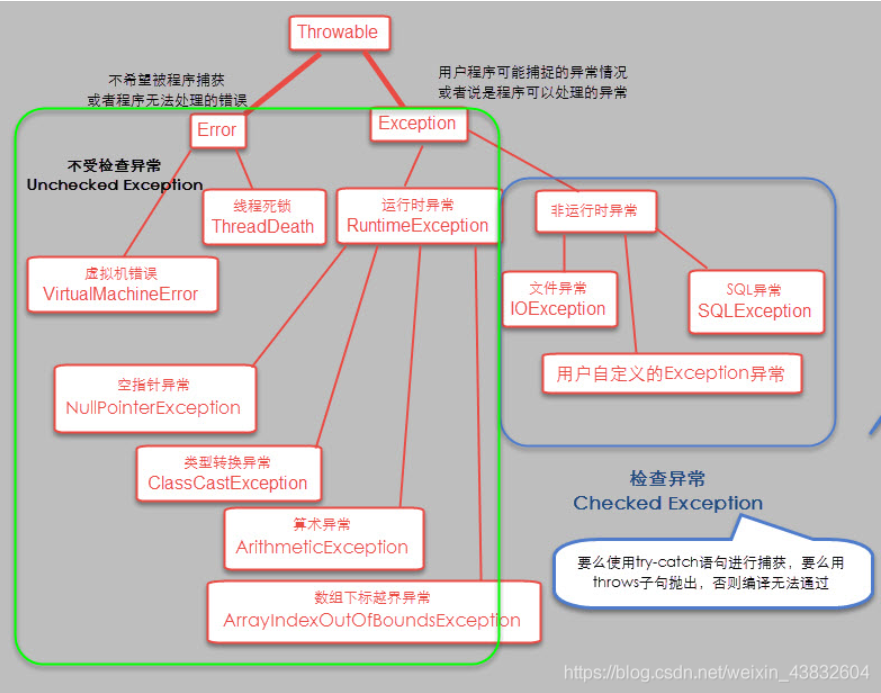 Throwable
不希望被程序捕获
或者程序无法处理的错误
用户程序可能捕捉的异常情况
或者说是程序可以处理的异常
Error
Exception
不受检查异常
Unchecked Exception
线程死锁
ThreadDeath
运行时异常
RuntimeException
非运行时异常
虚拟机错误
VirtualMachineError
文件异常
IOException
SQL异常
SQLException
用户自定义的Exception异常
空指针异常
NullPointerException
类型转换异常
ClassCastException
算术异常
ArithmeticException
数组下标越界异常
ArrayIndexOutOfBoundsException
检查异常
Checked Exception
要么使用try-catch语句进行捕获，要么用
throws子句抛出，否则编译无法通过
https://blog.csdn.net/weixin_43832604